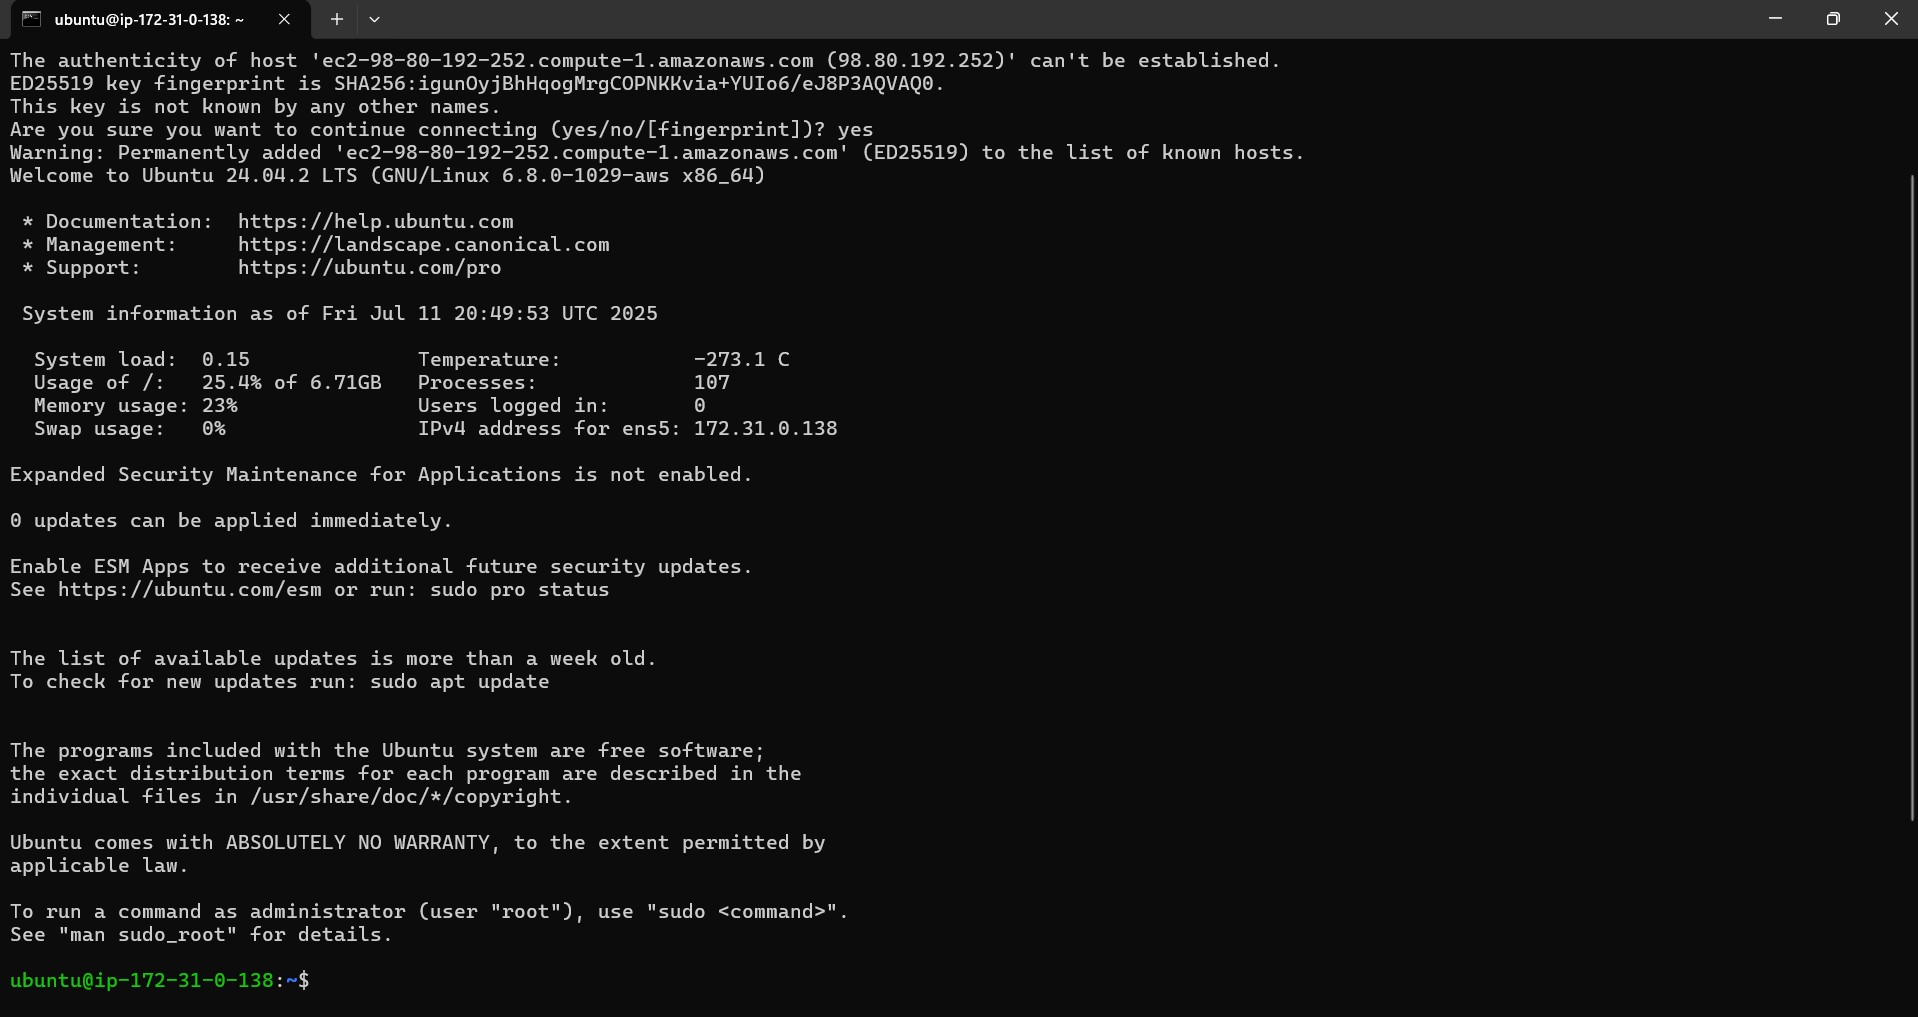 ubuntu@ip-172-31-0-138: ~
The authenticity of host 'ec2-98-80-192-252.compute-1.amazonaws.com (98.80.192.252)' can't be established.
ED25519 key fingerprint is SHA256:igunOyjBhHqogMrgCOPNKKvia+YUIo6/eJ8P3AQVAQ0.
This key is not known by any other names.
Are you sure you want to continue connecting (yes/no/[fingerprint])? yes
Warning: Permanently added 'ec2-98-80-192-252.compute-1.amazonaws.com' (ED25519) to the list of known hosts.
Welcome to Ubuntu 24.04.2 LTS (GNU/Linux 6.8.0-1029-aws x86_64)

 * Documentation:  https://help.ubuntu.com
 * Management:     https://landscape.canonical.com
 * Support:        https://ubuntu.com/pro

 System information as of Fri Jul 11 20:49:53 UTC 2025

  System load:  0.15              Temperature:           -273.1 C
  Usage of /:   25.4% of 6.71GB   Processes:             107
  Memory usage: 23%               Users logged in:       0
  Swap usage:   0%                IPv4 address for ens5: 172.31.0.138

Expanded Security Maintenance for Applications is not enabled.

0 updates can be applied immediately.

Enable ESM Apps to receive additional future security updates.
See https://ubuntu.com/esm or run: sudo pro status

The list of available updates is more than a week old.
To check for new updates run: sudo apt update

The programs included with the Ubuntu system are free software;
the exact distribution terms for each program are described in the
individual files in /usr/share/doc/*/copyright.

Ubuntu comes with ABSOLUTELY NO WARRANTY, to the extent permitted by
applicable law.

To run a command as administrator (user "root"), use "sudo <command>".
See "man sudo_root" for details.

ubuntu@ip-172-31-0-138:~$